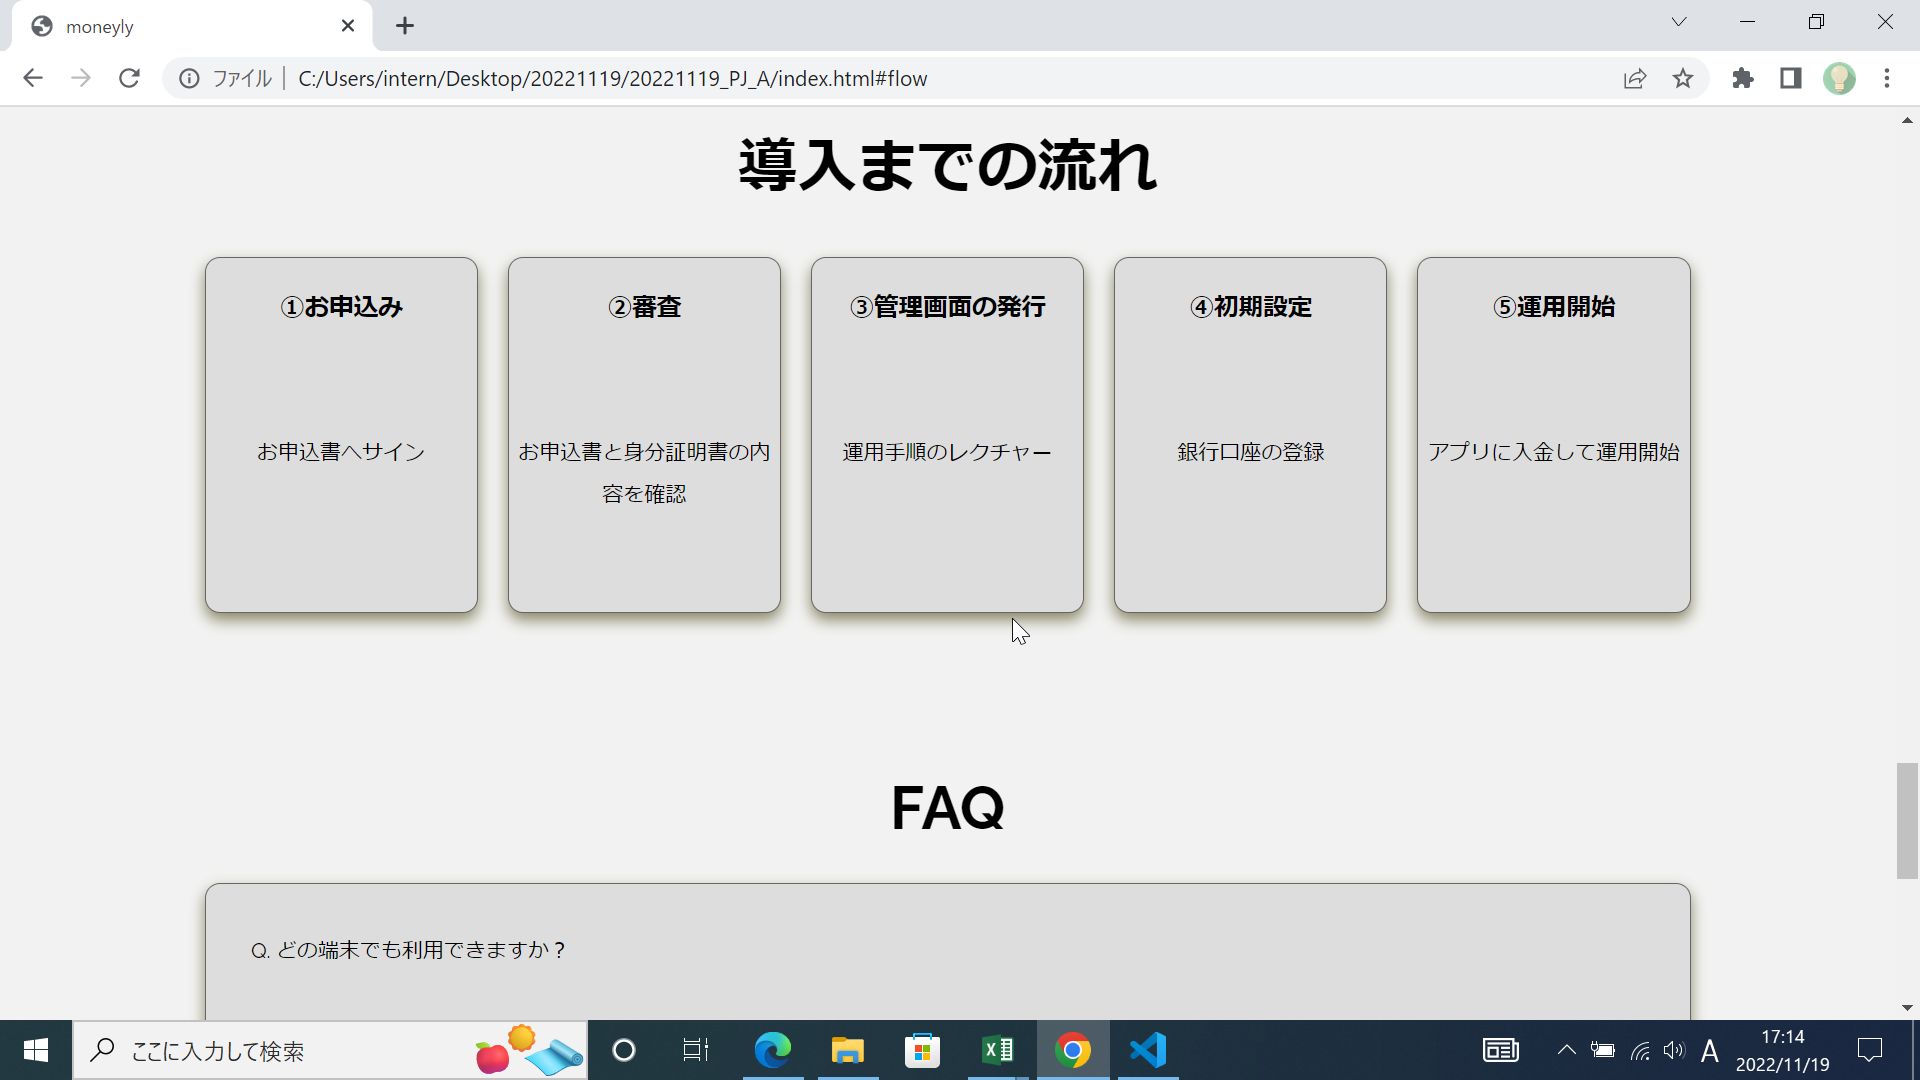 moneyly
ファイル
C:/Users/intern/Desktop/20221119/20221119_PJ_A/index.html#flow
導入までの流れ
①お申込み
お申込書へサイン
②審査
お申込書と身分証明書の内
容を確認
③管理画面の発行
運用手順のレクチャー
④初期設定
銀行口座の登録
⑤運用開始
アプリに入金して運用開始
FAQ
Q. どの端末でも利用できますか？
ここに入力して検索
A
17:14
2022/11/19